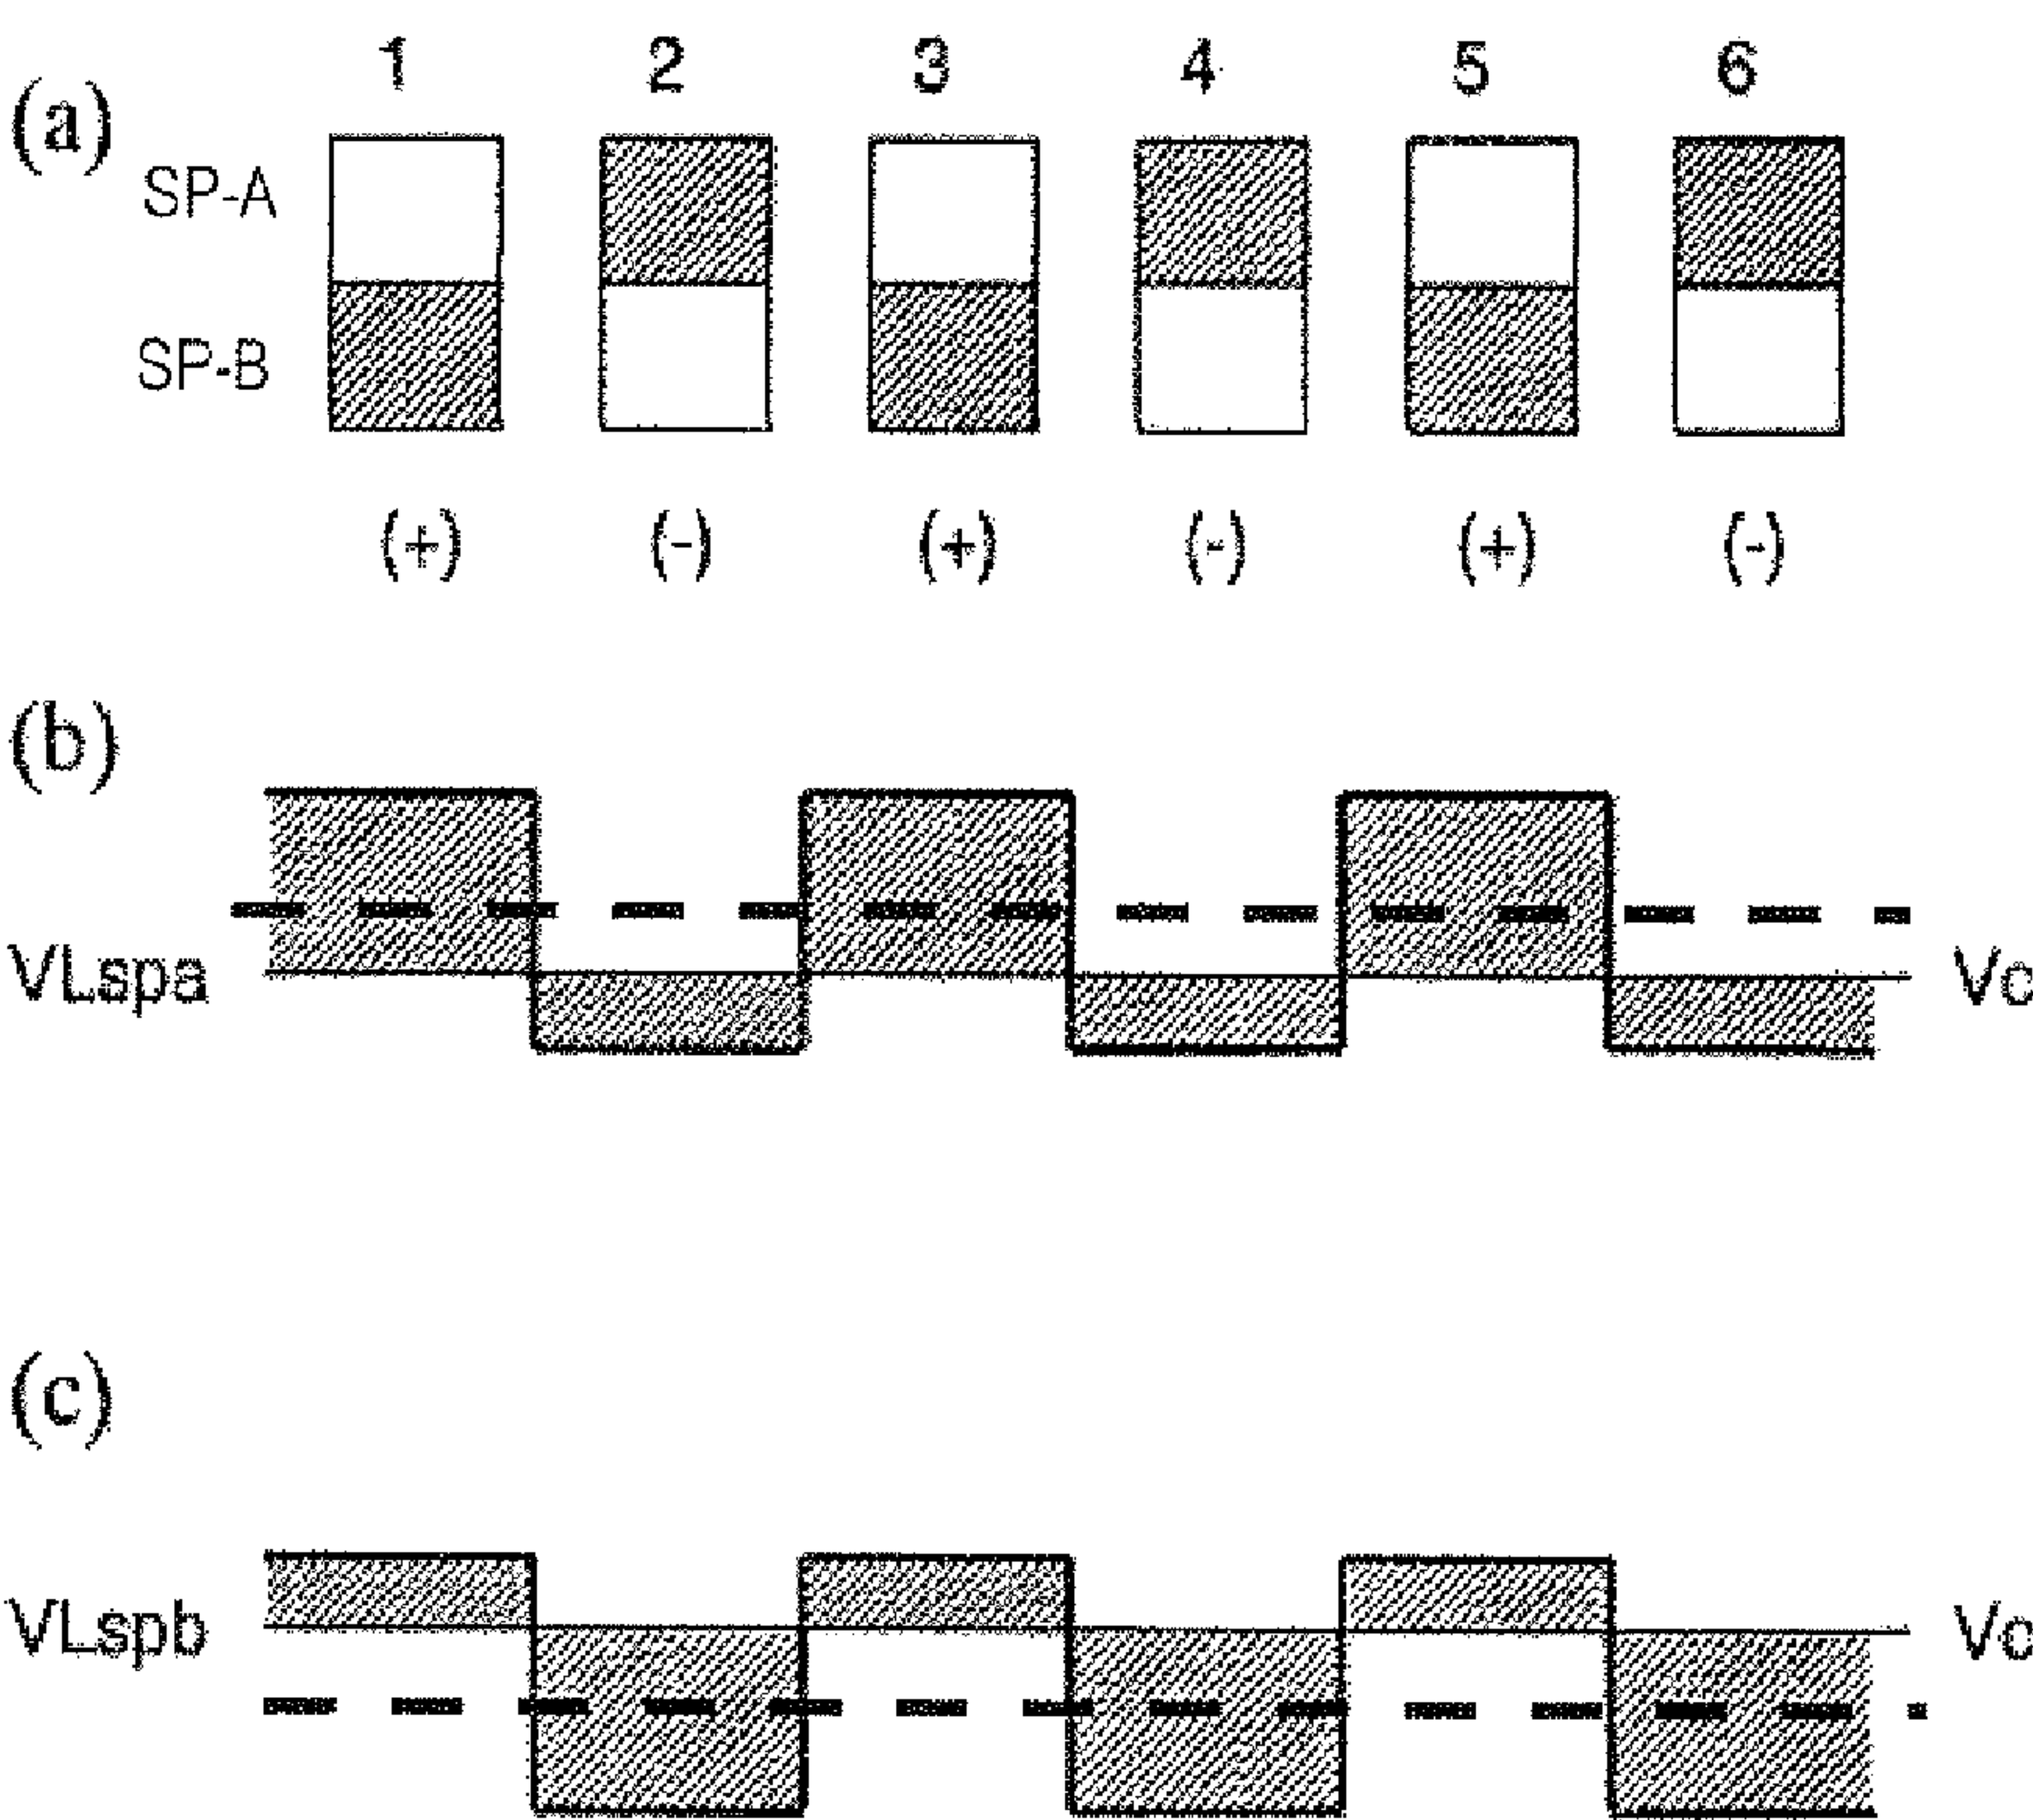 1 2 3 4 5 6
(a)
SP-A
SP-B
(+) (-) (+) (-) (+) (-)
(b)
VLspa Vc
(c)
VLspb Vc